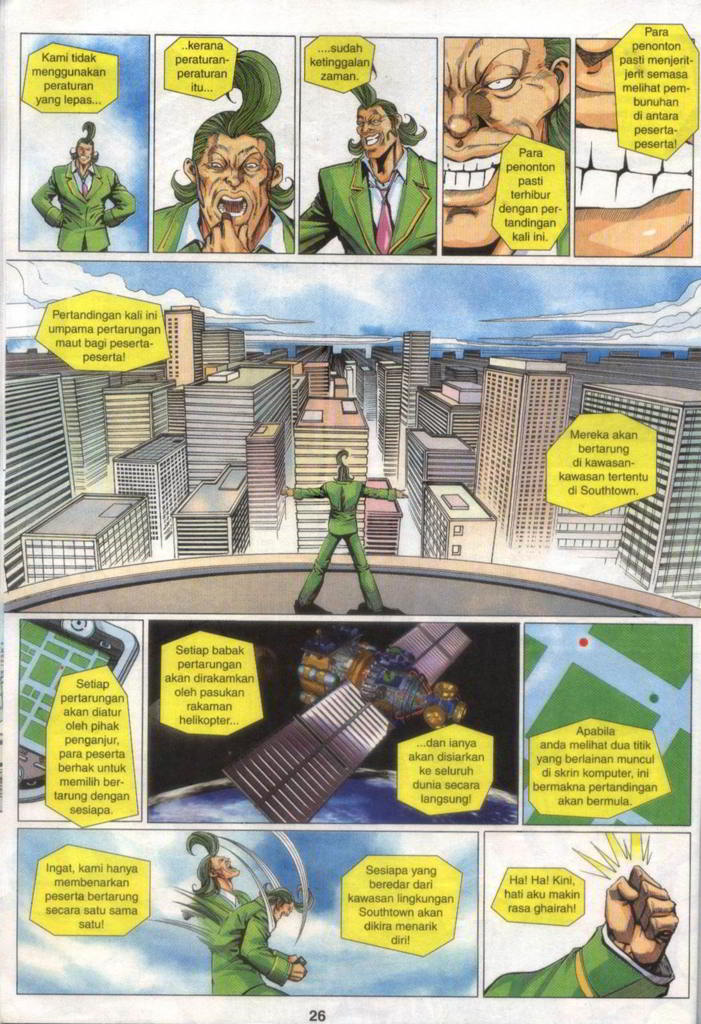 Kami tidak
menggunakan
peraturan
yang lepas...
..kerana
peraturan-
peraturan
itu...
....sudah
ketinggalan
zaman.
Para
penonton
pasti
terhibur
dengan per-
tandingan
kali ini.
Para
penonton
pasti menjerit-
jerit semasa
melihat pem-
bunuhan
di antara
peserta-
peserta!
Pertandingan kali ini
umpama pertarungan
maut bagi peserta-
peserta!
Mereka akan
bertarung
di kawasan-
kawasan tertentu
di Southtown.
Setiap
pertarungan
akan diatur
oleh pihak
penganjur,
para peserta
berhak untuk
memilih ber-
tarung dengan
sesiapa.
Setiap babak
pertarungan
akan dirakamkan
oleh pasukan
rakaman
helikopter...
...dan ianya
akan disiarkan
ke seluruh
dunia secara
langsung!
Apabila
anda melihat dua titik
yang berlainan muncul
di skrin komputer, ini
bermakna pertandingan
akan bermula.
Ingat, kami hanya
membenarkan
peserta bertarung
secara satu sama
satu!
Sesiapa yang
beredar dari
kawasan lingkungan
Southtown akan
dikira menarik
diri!
Ha! Ha! Kini,
hati aku makin
rasa ghairah!
26